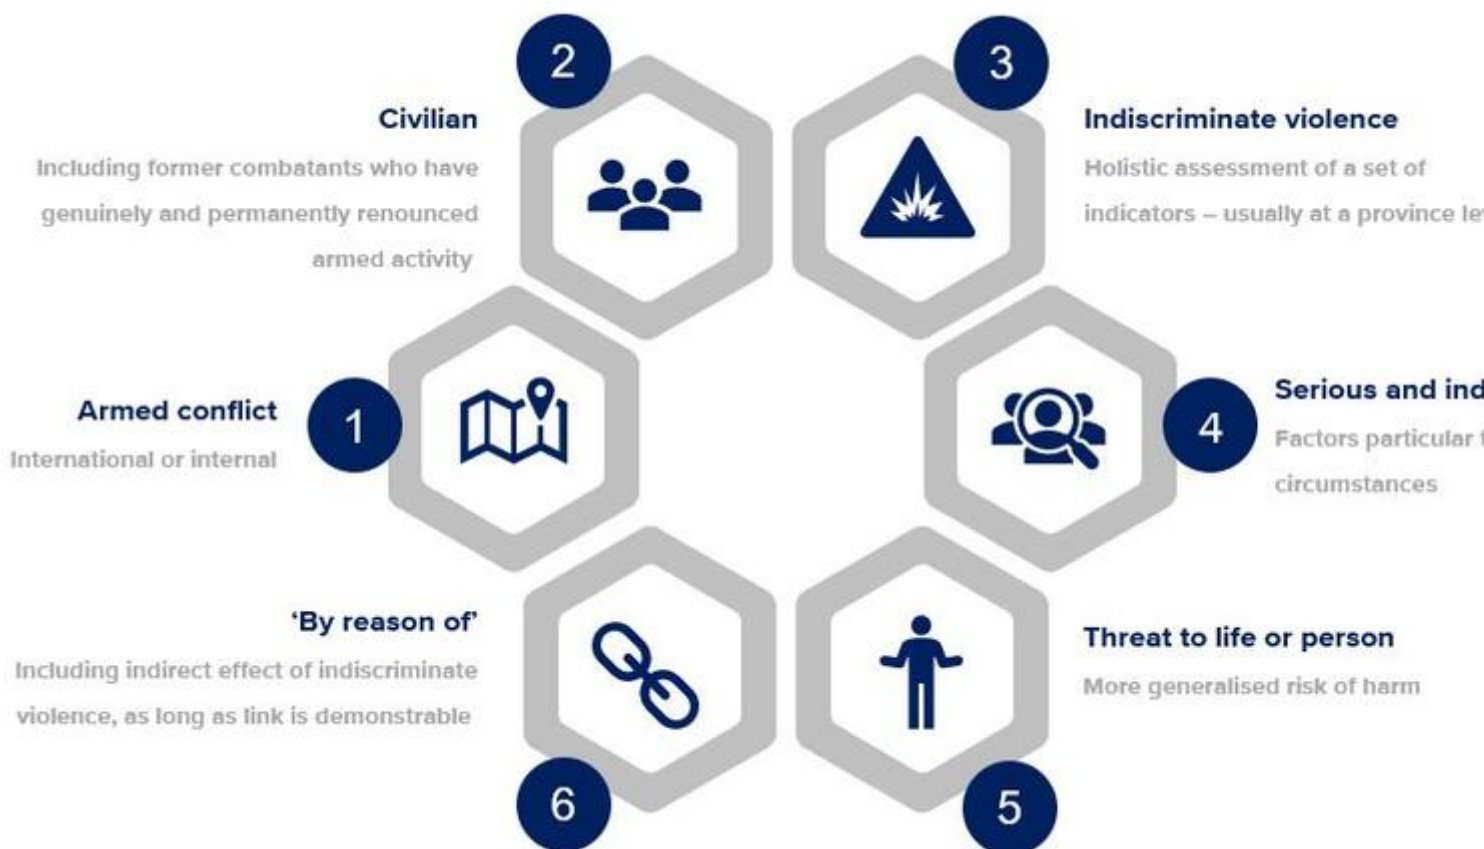 1
Armed conflict
International or internal
2
Civilian
Including former combatants who have
genuinely and permanently renounced
armed activity
3
Indiscriminate violence
Holistic assessment of a set of
indicators – usually at a province
4
Serious and
Factors particular
circumstances
5
Threat to life or person
More generalised risk of harm
6
‘By reason of’
Including indirect effect of indiscriminate
violence, as long as link is demonstrable